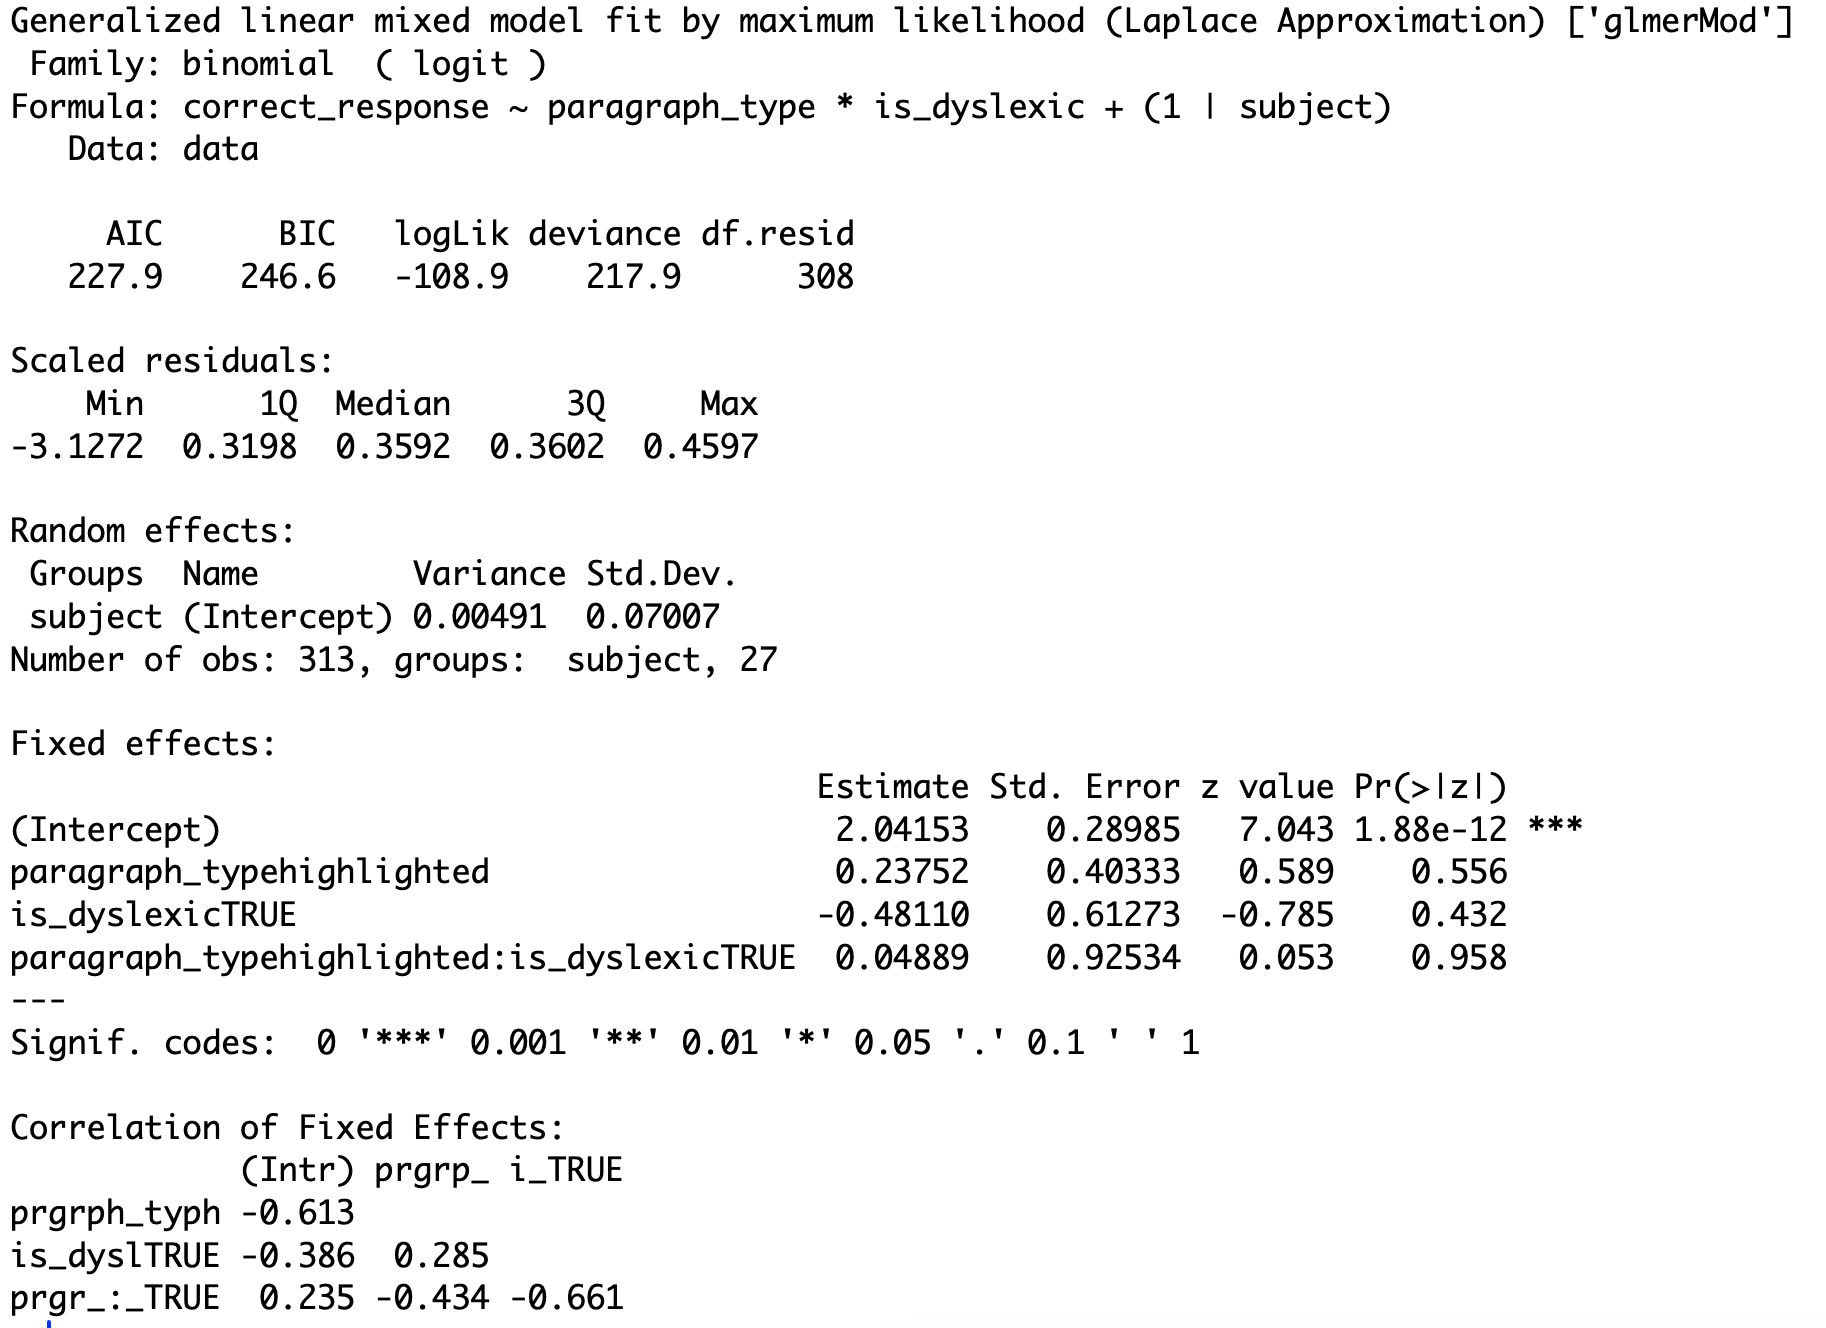 Generalized linear mixed model fit by maximum likelihood (Laplace Approximation) ['glmerMod']
 Family: binomial  ( logit )
Formula: correct_response ~ paragraph_type * is_dyslexic + (1 | subject)
   Data: data

     AIC      BIC   logLik deviance df.resid
   227.9    246.6   -108.9    217.9      308

Scaled residuals:
    Min      1Q  Median      3Q     Max
-3.1272  0.3198  0.3592  0.3602  0.4597

Random effects:
 Groups  Name        Variance Std.Dev.
 subject (Intercept) 0.00491  0.07007
Number of obs: 313, groups:  subject, 27

Fixed effects:
                                          Estimate Std. Error z value Pr(>|z|)
(Intercept)                                2.04153    0.28985   7.043 1.88e-12 ***
paragraph_typehighlighted                  0.23752    0.40333   0.589    0.556
is_dyslexicTRUE                           -0.48110    0.61273  -0.785    0.432
paragraph_typehighlighted:is_dyslexicTRUE  0.04889    0.92534   0.053    0.958
---
Signif. codes:  0 '***' 0.001 '**' 0.01 '*' 0.05 '.' 0.1 ' ' 1

Correlation of Fixed Effects:
            (Intr) prgrp_ i_TRUE
prgrph_typh -0.613
is_dyslTRUE -0.386  0.285
prgr_:_TRUE  0.235 -0.434 -0.661